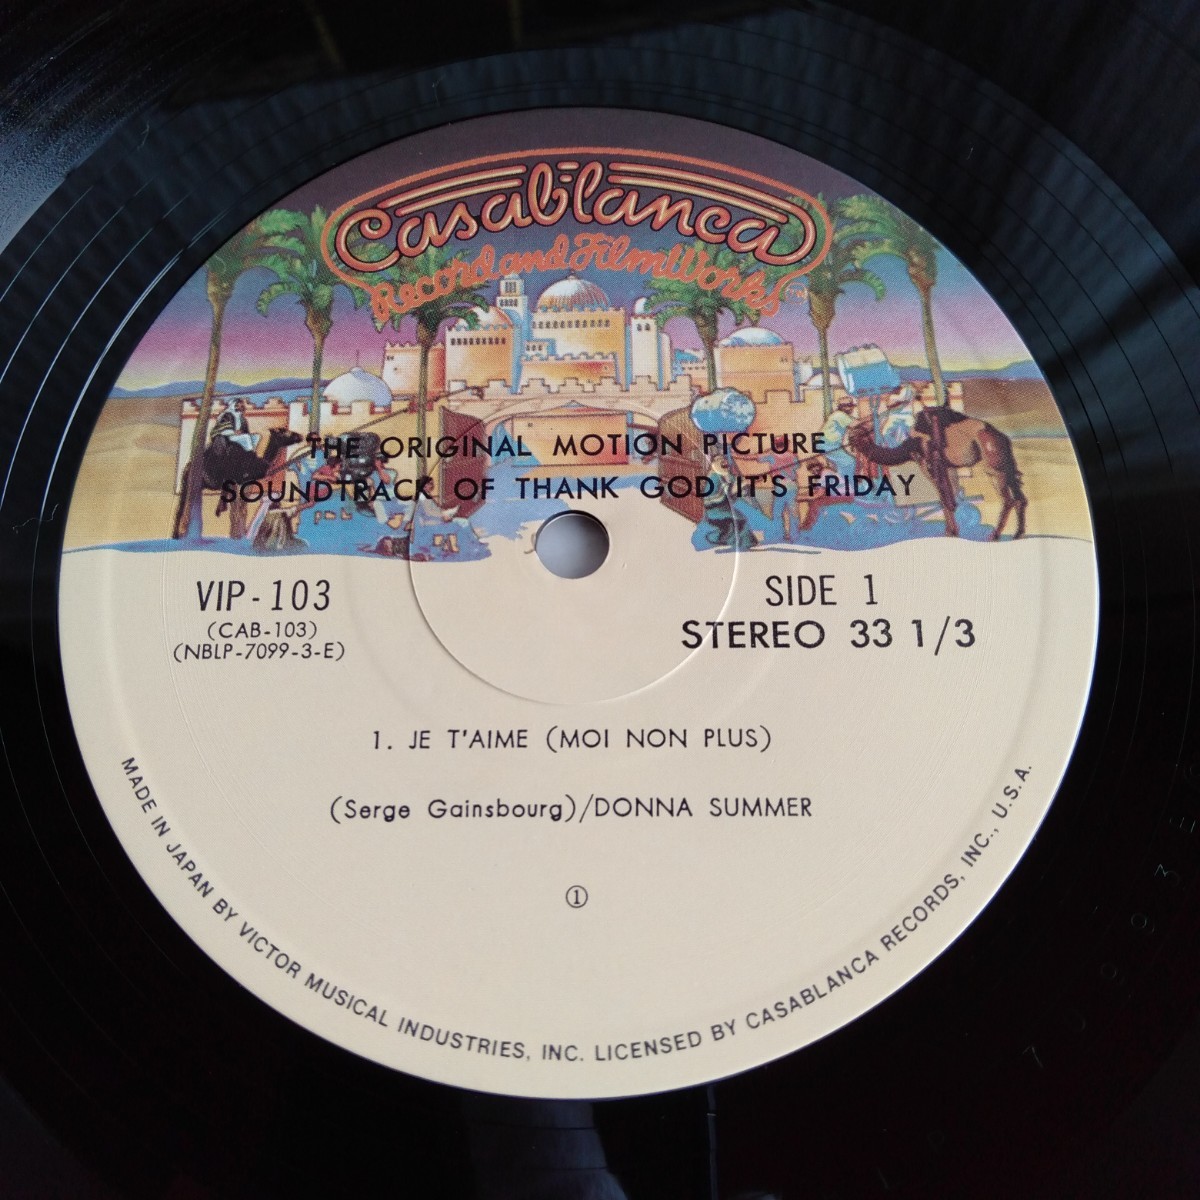 Casablanca
Record and FilmWorks
THE ORIGINAL MOTION PICTURE
SOUNDTRACK OF THANK GOD IT'S FRIDAY
VIP-103
(CAB-103)
(NBLP-7099-3-E)
SIDE 1
STEREO 33 1/3
1. JE T'AIME (MOI NON PLUS)
(Serge Gainsbourg)/DONNA SUMMER
①
MADE IN JAPAN BY VICTOR MUSICAL INDUSTRIES, INC. LICENSED BY CASABLANCA RECORDS, INC., U.S.A.